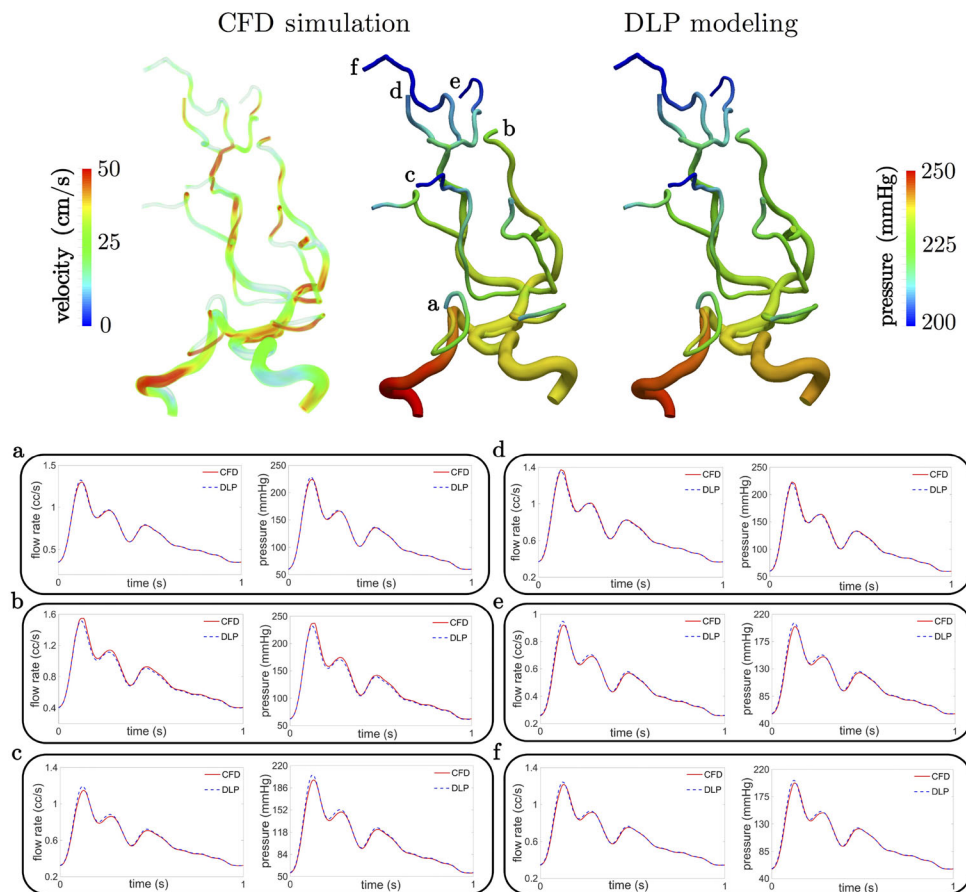 CFD simulation
DLP modeling
f
d
e
b
c
a
velocity (cm/s)
50
25
0
pressure (mmHg)
250
225
200
a
flow rate (cc/s)
1.5
1
0.5
0
1
time (s)
CFD
DLP
pressure (mmHg)
250
200
150
100
50
0
1
time (s)
CFD
DLP
d
flow rate (cc/s)
1.4
1
0.6
0.2
0
1
time (s)
CFD
DLP
pressure (mmHg)
250
200
150
100
50
0
1
time (s)
CFD
DLP
b
flow rate (cc/s)
1.6
1.2
0.8
0.4
0
1
time (s)
CFD
DLP
pressure (mmHg)
250
200
150
100
50
0
1
time (s)
CFD
DLP
e
flow rate (cc/s)
1
0.8
0.6
0.4
0.2
0
1
time (s)
CFD
DLP
pressure (mmHg)
220
175
130
85
40
0
1
time (s)
CFD
DLP
c
flow rate (cc/s)
1.4
1
0.6
0.2
0
1
time (s)
CFD
DLP
pressure (mmHg)
220
186
152
118
84
50
0
1
time (s)
CFD
DLP
f
flow rate (cc/s)
1.4
1
0.6
0.2
0
1
time (s)
CFD
DLP
pressure (mmHg)
220
175
130
85
40
0
1
time (s)
CFD
DLP